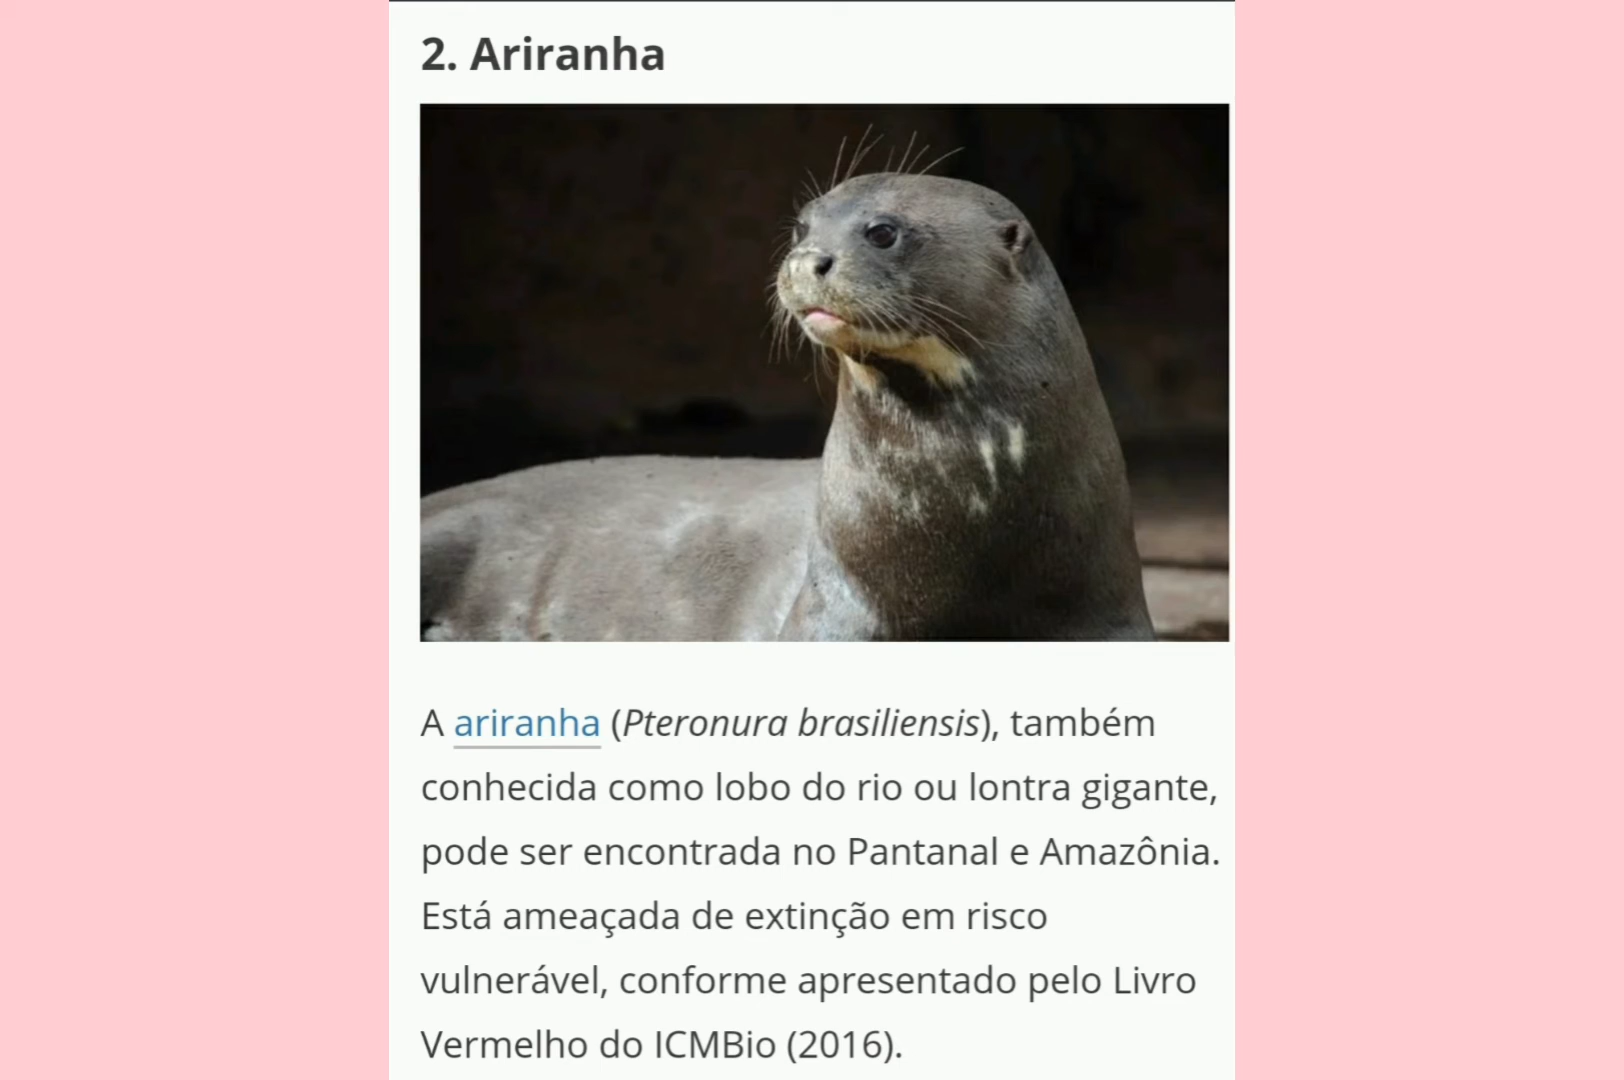 2. Ariranha
A ariranha (Pteronura brasiliensis), também
conhecida como lobo do rio ou lontra gigante,
pode ser encontrada no Pantanal e Amazônia.
Está ameaçada de extinção em risco
vulnerável, conforme apresentado pelo Livro
Vermelho do ICMBio (2016).